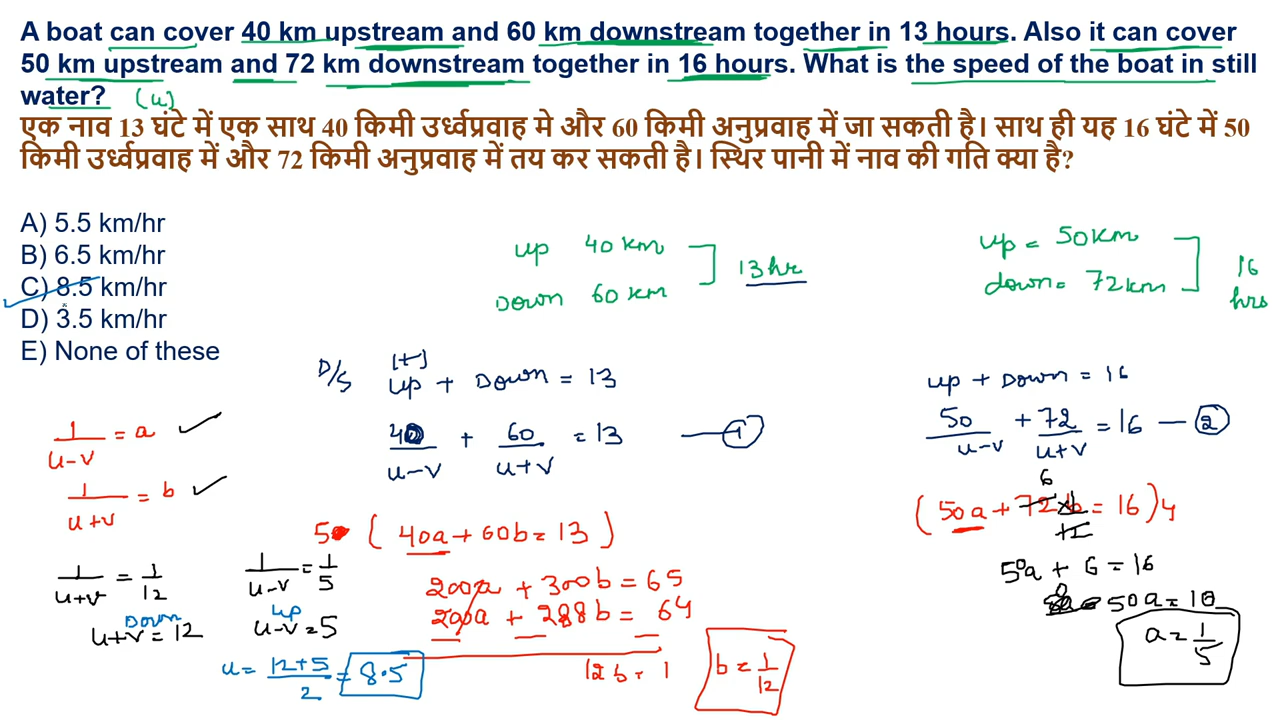 A boat can cover 40 km upstream and 60 km downstream together in 13 hours. Also it can cover
50 km upstream and 72 km downstream together in 16 hours. What is the speed of the boat in still
water? (u)
एक नाव 13 घंटे में एक साथ 40 किमी उर्ध्वप्रवाह मे और 60 किमी अनुप्रवाह में जा सकती है। साथ ही यह 16 घंटे में 50
किमी उर्ध्वप्रवाह में और 72 किमी अनुप्रवाह में तय कर सकती है। स्थिर पानी में नाव की गति क्या है?
A) 5.5 km/hr
B) 6.5 km/hr
C) 8.5 km/hr
D) 3.5 km/hr
E) None of these
up 40 km
Down 60 km
13 hr
up = 50 km
down = 72 km
16
hrs
D/S
(+)
up + Down = 13
40/u-v + 60/u+v = 13 — 1
up + Down = 16
50/u-v + 72/u+v = 16 — 2
1/u-v = a
1/u+v = b
5 ( 40a + 60b = 13 )
200a + 300b = 65
200a + 288b = 64
12b = 1
b = 1/12
6
( 50a + 72 b = 16 ) 4
12
50a + 6 = 16
50a = 10
a = 1/5
1/u+v = 1/12
Down
u+v = 12
1/u-v = 1/5
up
u-v = 5
u = 12+5/2 = 8.5